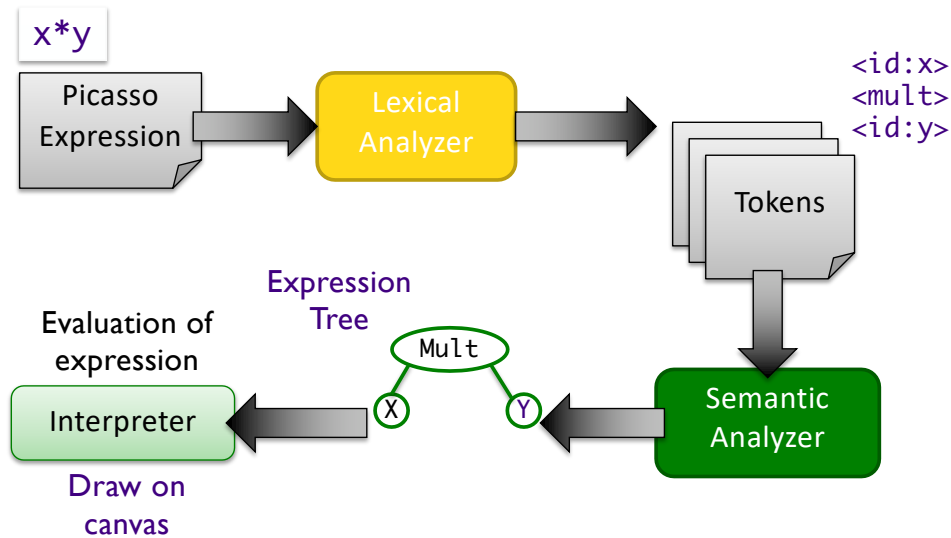 x*y
Picasso
Expression
Lexical
Analyzer
<id:x>
<mult>
<id:y>
Tokens
Semantic
Analyzer
Expression
Tree
Mult
X
Y
Evaluation of
expression
Interpreter
Draw on
canvas